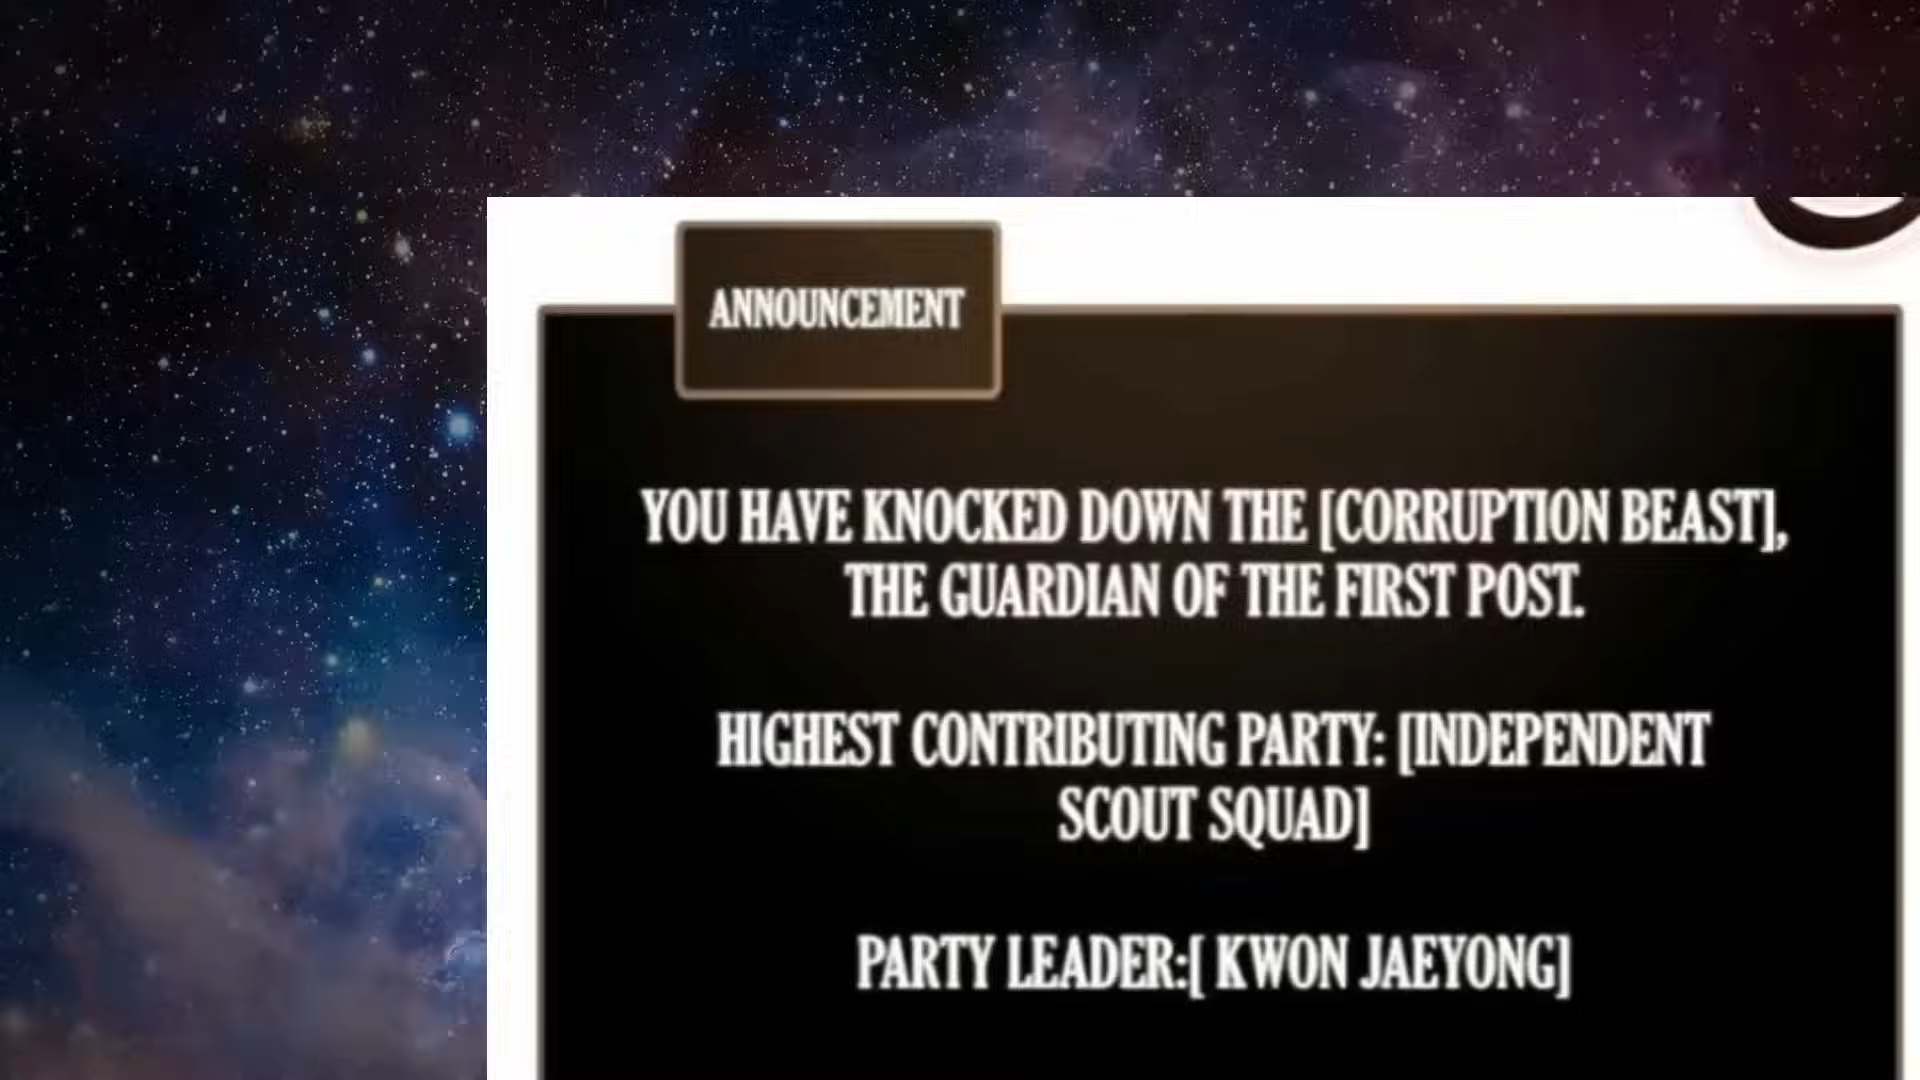 ANNOUNCEMENT
YOU HAVE KNOCKED DOWN THE [CORRUPTION BEAST],
THE GUARDIAN OF THE FIRST POST.
HIGHEST CONTRIBUTING PARTY: [INDEPENDENT
SCOUT SQUAD]
PARTY LEADER:[ KWON JAEYONG]